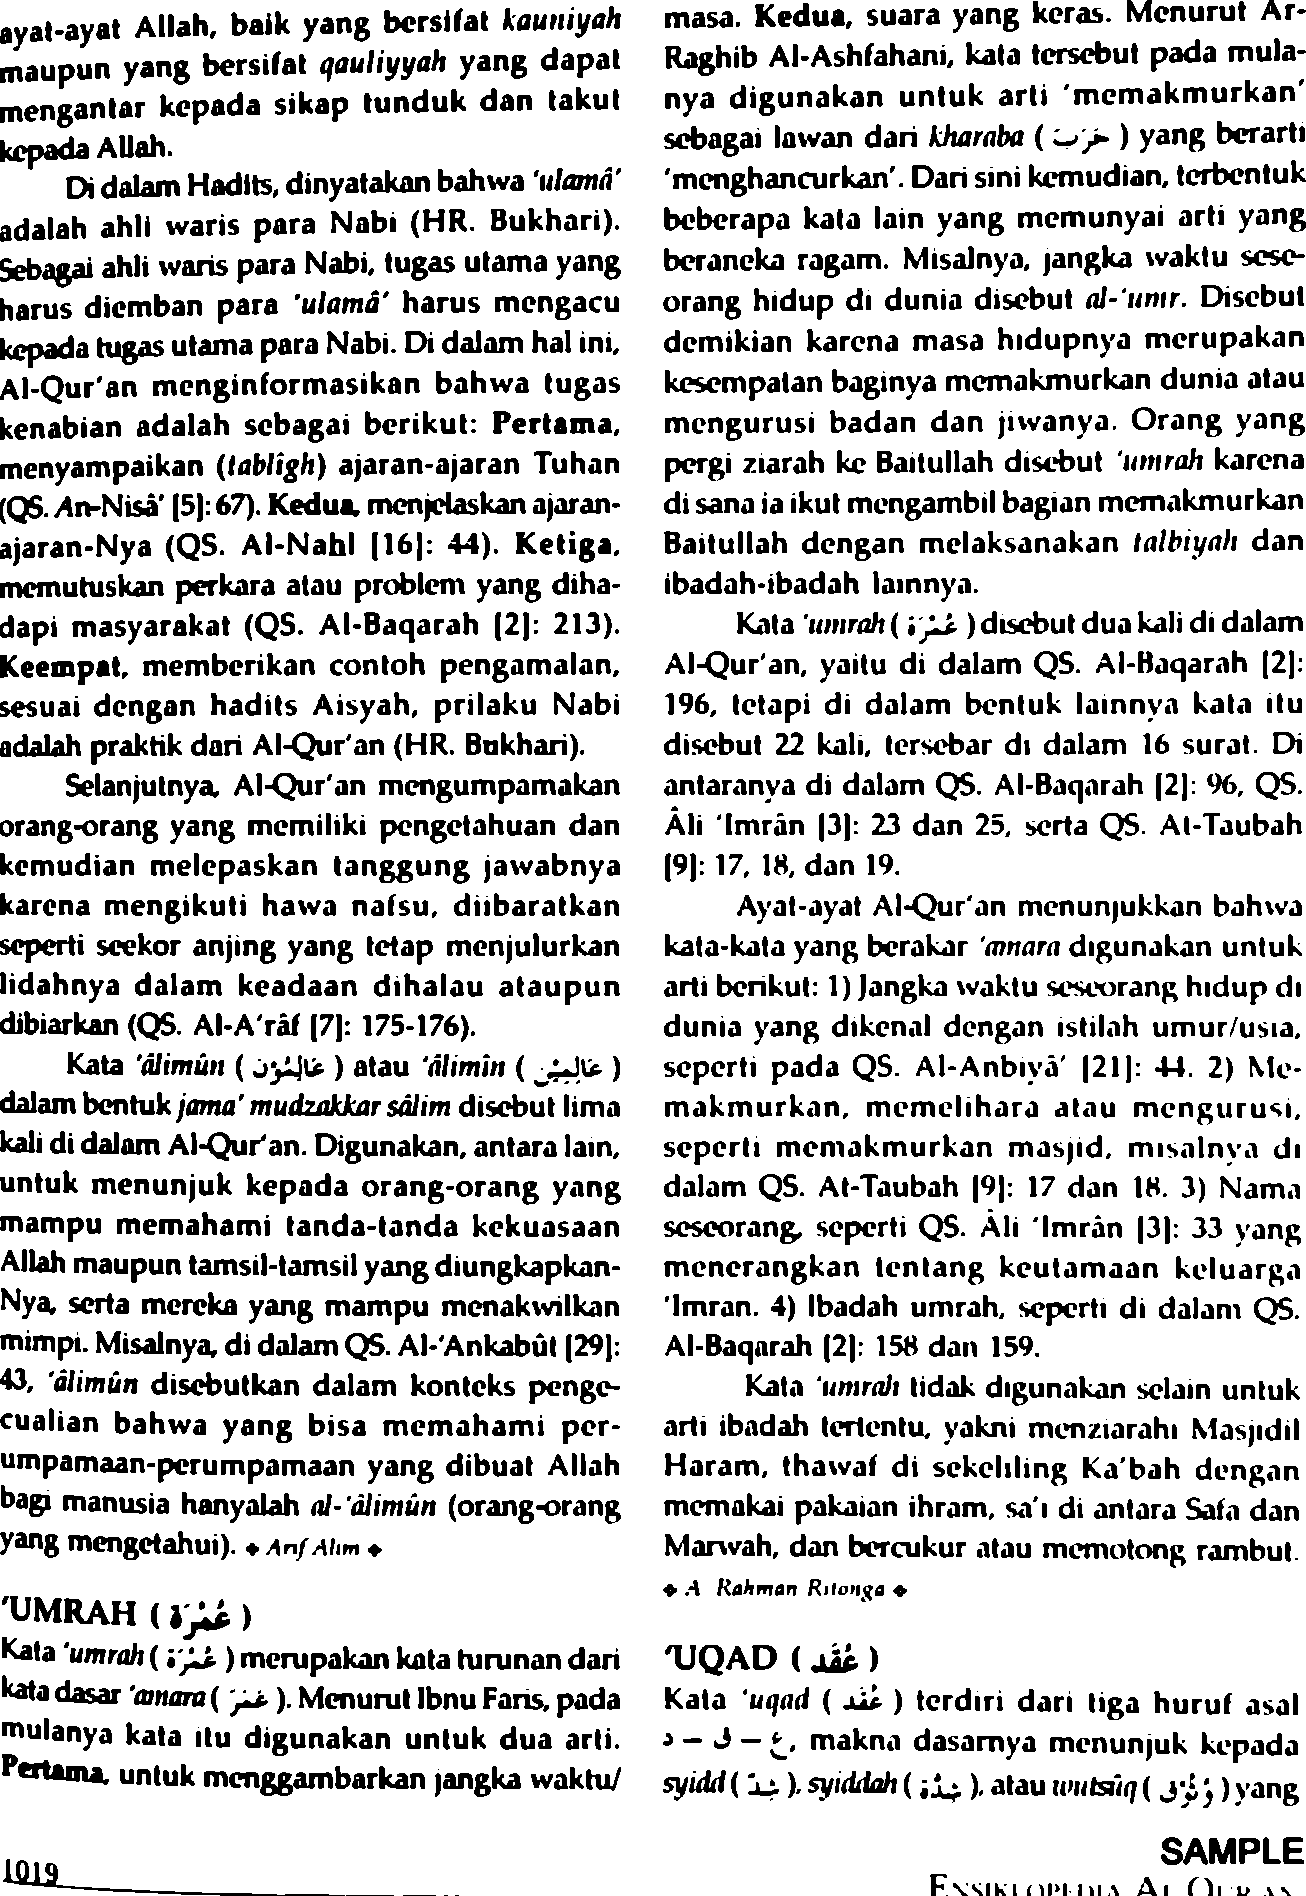 ayat-ayat Allah, baik yang bersifat kauniyah
maupun yang bersifat qauliyyah yang dapat
mengantar kepada sikap tunduk dan takut
kepada Allah.
Di dalam Hadits, dinyatakan bahwa 'ulamâ'
adalah ahli waris para Nabi (HR. Bukhari).
Sebagai ahli waris para Nabi, tugas utama yang
harus diemban para 'ulamâ' harus mengacu
kepada tugas utama para Nabi. Di dalam hal ini,
Al-Qur'an menginformasikan bahwa tugas
kenabian adalah sebagai berikut: Pertama,
menyampaikan (tablîgh) ajaran-ajaran Tuhan
(QS. An-Nisâ' [5]: 67). Kedua, menjelaskan ajaran-
ajaran-Nya (QS. Al-Nahl [16]: 44). Ketiga,
memutuskan perkara atau problem yang diha-
dapi masyarakat (QS. Al-Baqarah [2]: 213).
Keempat, memberikan contoh pengamalan,
sesuai dengan hadits Aisyah, prilaku Nabi
adalah praktik dari Al-Qur'an (HR. Bukhari).
Selanjutnya, Al-Qur'an mengumpamakan
orang-orang yang memiliki pengetahuan dan
kemudian melepaskan tanggung jawabnya
karena mengikuti hawa nafsu, diibaratkan
seperti seekor anjing yang tetap menjulurkan
lidahnya dalam keadaan dihalau ataupun
dibiarkan (QS. Al-A'râf [7]: 175-176).
Kata 'âlimûn ( عَالِمُوْن ) atau 'âlimîn ( عَالِمِيْن )
dalam bentuk jama' mudzakkar sâlim disebut lima
kali di dalam Al-Qur'an. Digunakan, antara lain,
untuk menunjuk kepada orang-orang yang
mampu memahami tanda-tanda kekuasaan
Allah maupun tamsil-tamsil yang diungkapkan-
Nya, serta mereka yang mampu menakwilkan
mimpi. Misalnya, di dalam QS. Al-'Ankabût [29]:
43, 'âlimûn disebutkan dalam konteks penge-
cualian bahwa yang bisa memahami per-
umpamaan-perumpamaan yang dibuat Allah
bagi manusia hanyalah al-'âlimûn (orang-orang
yang mengetahui). ♦ Arif Alim ♦
'UMRAH ( عُمْرَة )
Kata 'umrah ( عُمْرَة ) merupakan kata turunan dari
kata dasar 'amara ( عَمَرَ ). Menurut Ibnu Faris, pada
mulanya kata itu digunakan untuk dua arti.
Pertama, untuk menggambarkan jangka waktu/
masa. Kedua, suara yang keras. Menurut Ar-
Raghib Al-Ashfahani, kata tersebut pada mula-
nya digunakan untuk arti 'memakmurkan'
sebagai lawan dari kharaba ( خَرَبَ ) yang berarti
'menghancurkan'. Dari sini kemudian, terbentuk
beberapa kata lain yang memunyai arti yang
beraneka ragam. Misalnya, jangka waktu sese-
orang hidup di dunia disebut al-'umr. Disebut
demikian karena masa hidupnya merupakan
kesempatan baginya memakmurkan dunia atau
mengurusi badan dan jiwanya. Orang yang
pergi ziarah ke Baitullah disebut 'umrah karena
di sana ia ikut mengambil bagian memakmurkan
Baitullah dengan melaksanakan talbiyah dan
ibadah-ibadah lainnya.
Kata 'umrah ( عُمْرَة ) disebut dua kali di dalam
Al-Qur'an, yaitu di dalam QS. Al-Baqarah [2]:
196, tetapi di dalam bentuk lainnya kata itu
disebut 22 kali, tersebar di dalam 16 surat. Di
antaranya di dalam QS. Al-Baqarah [2]: 96, QS.
Âli 'Imrân [3]: 23 dan 25, serta QS. At-Taubah
[9]: 17, 18, dan 19.
Ayat-ayat Al-Qur'an menunjukkan bahwa
kata-kata yang berakar 'amara digunakan untuk
arti berikut: 1) Jangka waktu seseorang hidup di
dunia yang dikenal dengan istilah umur/usia,
seperti pada QS. Al-Anbiyâ' [21]: 44. 2) Me-
makmurkan, memelihara atau mengurusi,
seperti memakmurkan masjid, misalnya di
dalam QS. At-Taubah [9]: 17 dan 18. 3) Nama
seseorang, seperti QS. Âli 'Imrân [3]: 33 yang
menerangkan tentang keutamaan keluarga
'Imran. 4) Ibadah umrah, seperti di dalam QS.
Al-Baqarah [2]: 158 dan 159.
Kata 'umrah tidak digunakan selain untuk
arti ibadah tertentu, yakni menziarahi Masjidil
Haram, thawaf di sekeliling Ka'bah dengan
memakai pakaian ihram, sa'i di antara Safa dan
Marwah, dan bercukur atau memotong rambut.
♦ A Rahman Ritonga ♦
'UQAD ( عُقَد )
Kata 'uqad ( عُقَد ) terdiri dari tiga huruf asal
ع – ق – د, makna dasarnya menunjuk kepada
syidd ( شِدّ ), syiddah ( شِدَّة ), atau wutsûq ( وُثُوْق ) yang
1019
SAMPLE
ENSIKLOPEDIA AL QUR'AN